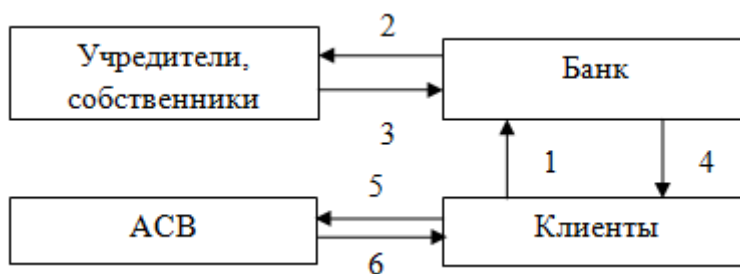 2
Учредители,
собственники
Банк
3
1
4
5
АСВ
Клиенты
6